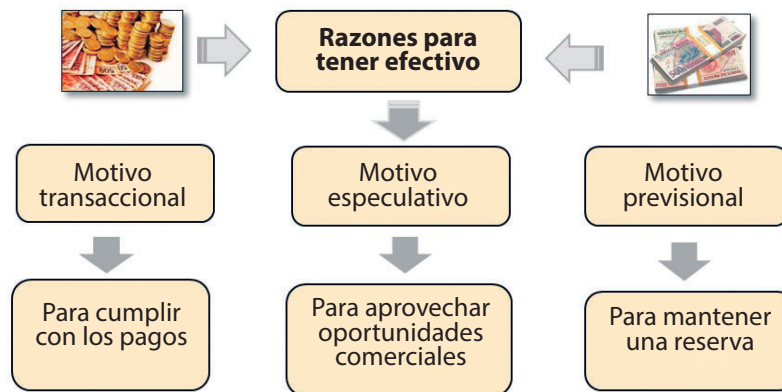 Razones para
tener efectivo
Motivo
transaccional
Motivo
especulativo
Motivo
previsional
Para cumplir
con los pagos
Para aprovechar
oportunidades
comerciales
Para mantener
una reserva